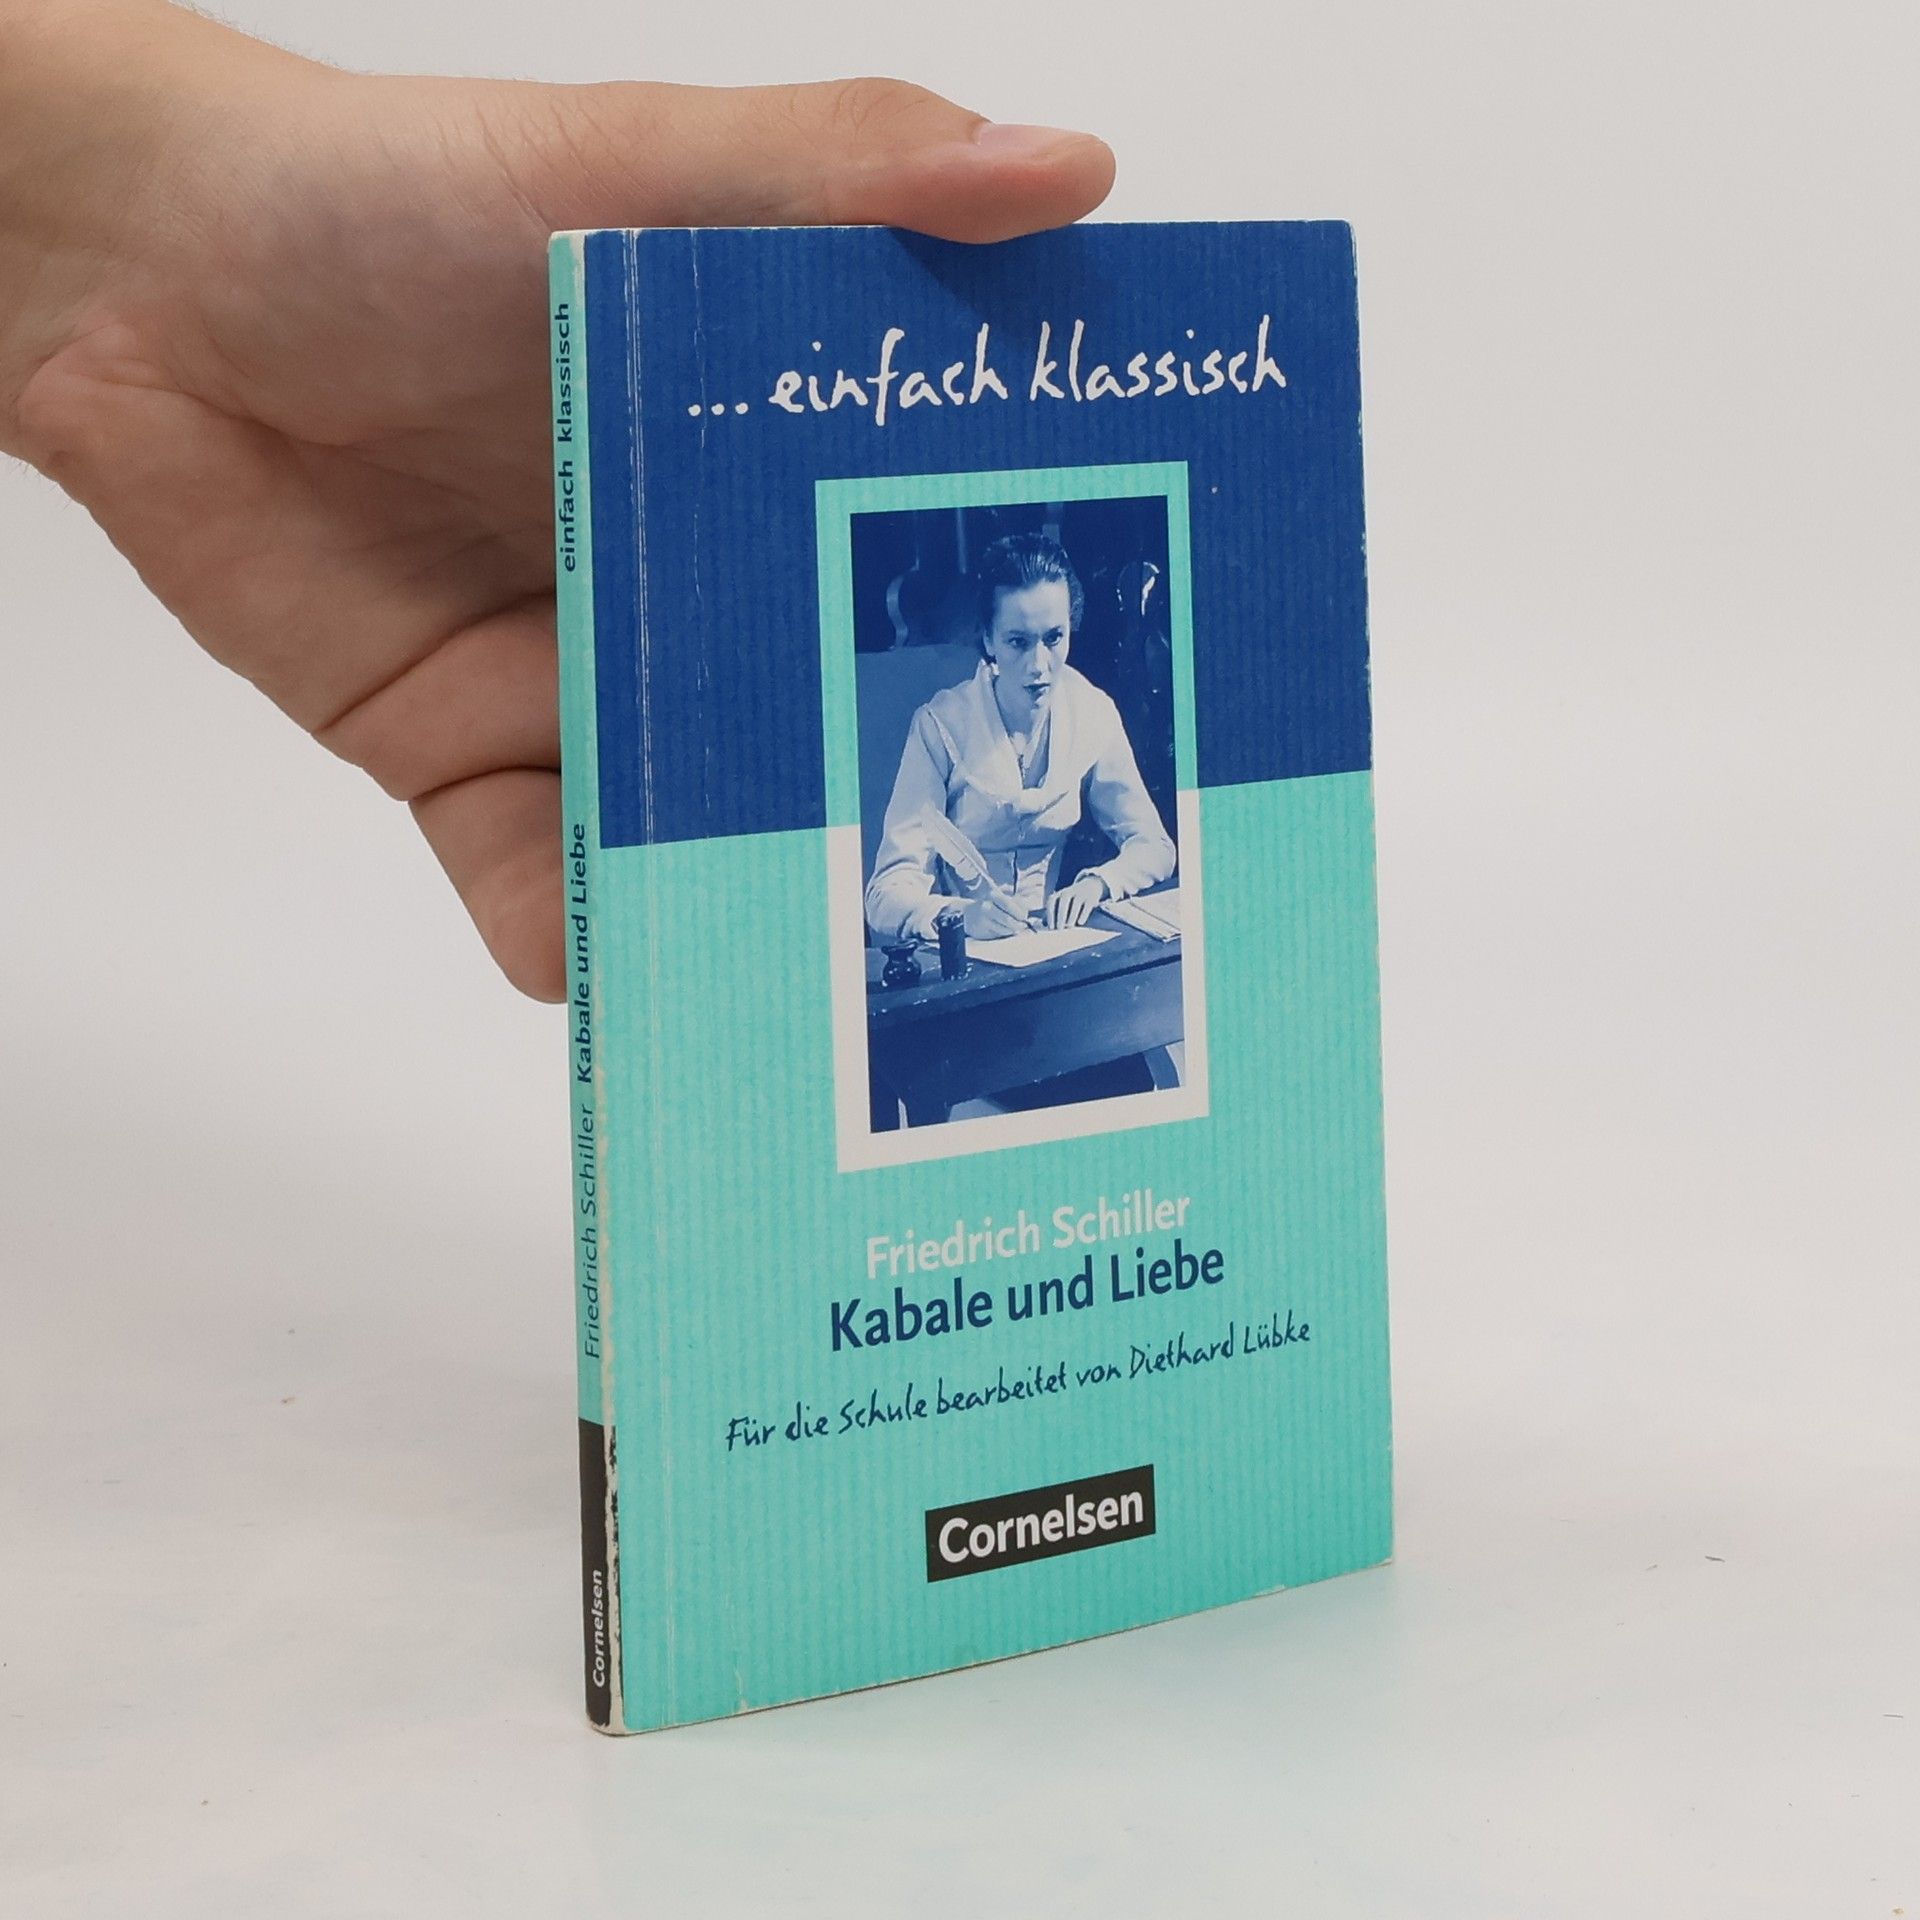 ... einfach klassisch
Friedrich Schiller
Kabale und Liebe
Für die Schule bearbeitet von Diethard Lübke
Cornelsen
Cornelsen Friedrich Schiller Kabale und Liebe einfach klassisch